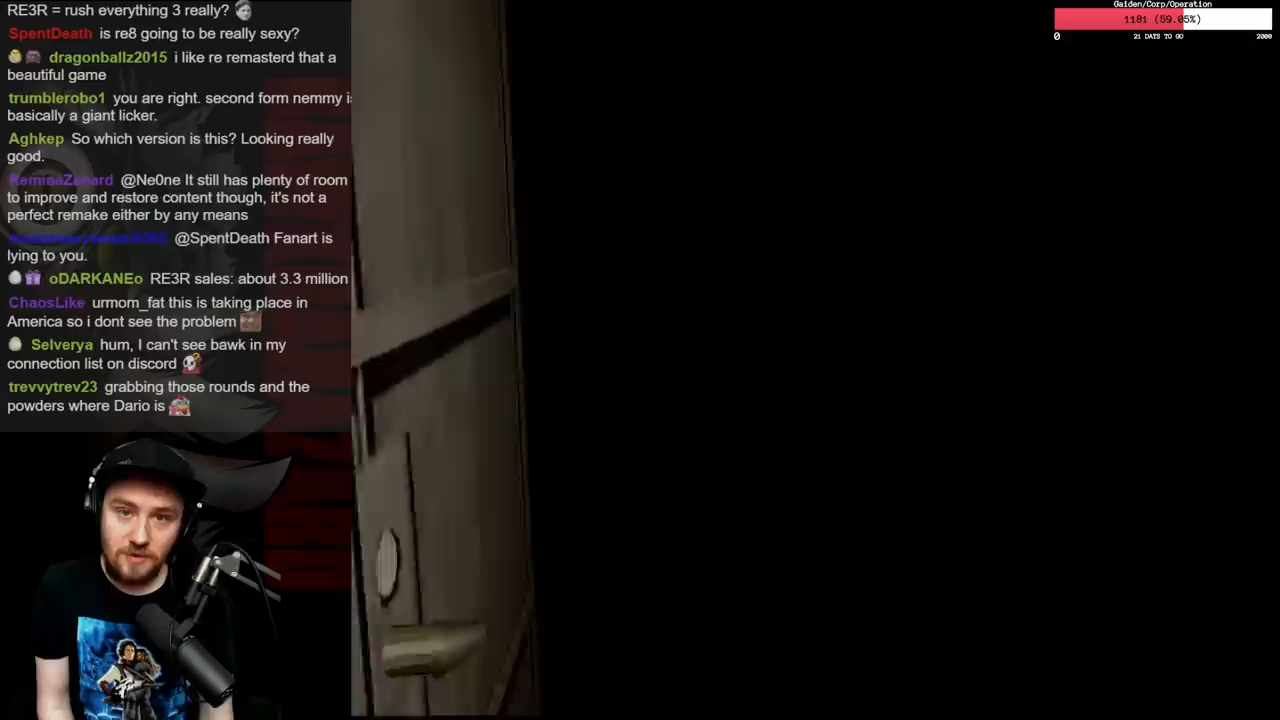 RE3R = rush everything 3 really?
SpentDeath is re8 going to be really sexy?
dragonballz2015 i like re remasterd that a
beautiful game
trumblerobo1 you are right. second form nemmy is
basically a giant licker.
Aghkep So which version is this? Looking really
good.
ReminaZanard @Ne0ne It still has plenty of room
to improve and restore content though, it's not a
perfect remake either by any means
@SpentDeath Fanart is
lying to you.
oDARKANEo RE3R sales: about 3.3 million
ChaosLike urmom_fat this is taking place in
America so i dont see the problem
Selverya hum, I can't see bawk in my
connection list on discord
trevvytrev23 grabbing those rounds and the
powders where Dario is
Gaiden/Corp/Operation
1181 (59.05%)
0 21 DAYS TO GO 2000